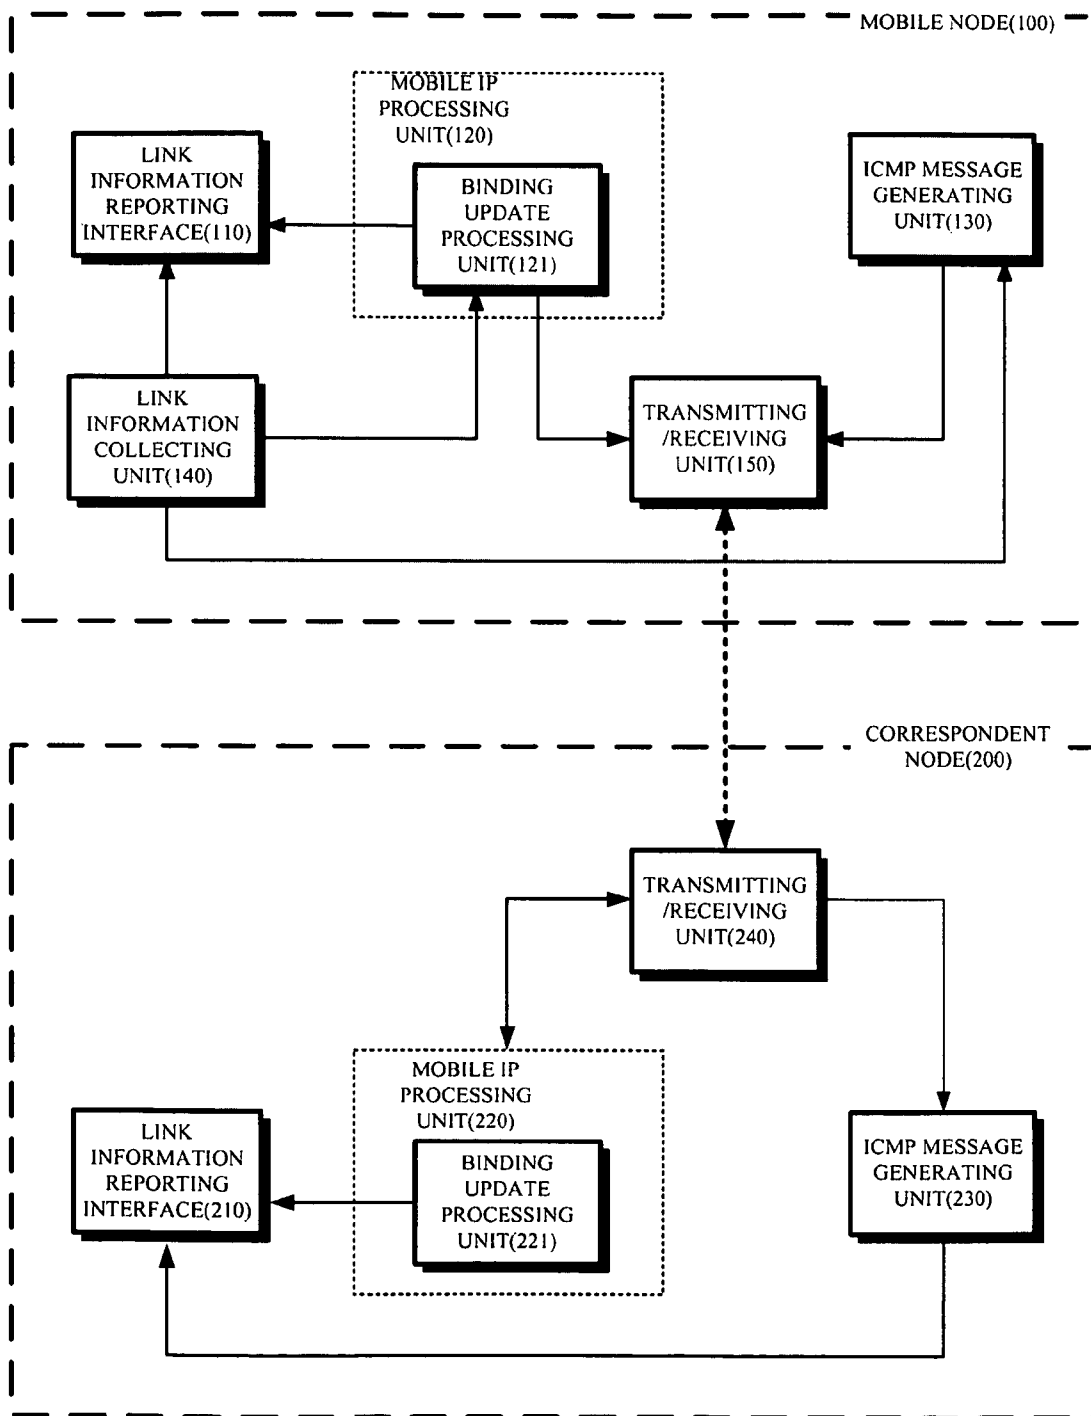 MOBILE NODE(100)
MOBILE IP
PROCESSING
UNIT(120)
LINK
INFORMATION
REPORTING
INTERFACE(110)
BINDING
UPDATE
PROCESSING
UNIT(121)
ICMP MESSAGE
GENERATING
UNIT(130)
LINK
INFORMATION
COLLECTING
UNIT(140)
TRANSMITTING
/RECEIVING
UNIT(150)
CORRESPONDENT
NODE(200)
TRANSMITTING
/RECEIVING
UNIT(240)
MOBILE IP
PROCESSING
UNIT(220)
LINK
INFORMATION
REPORTING
INTERFACE(210)
BINDING
UPDATE
PROCESSING
UNIT(221)
ICMP MESSAGE
GENERATING
UNIT(230)